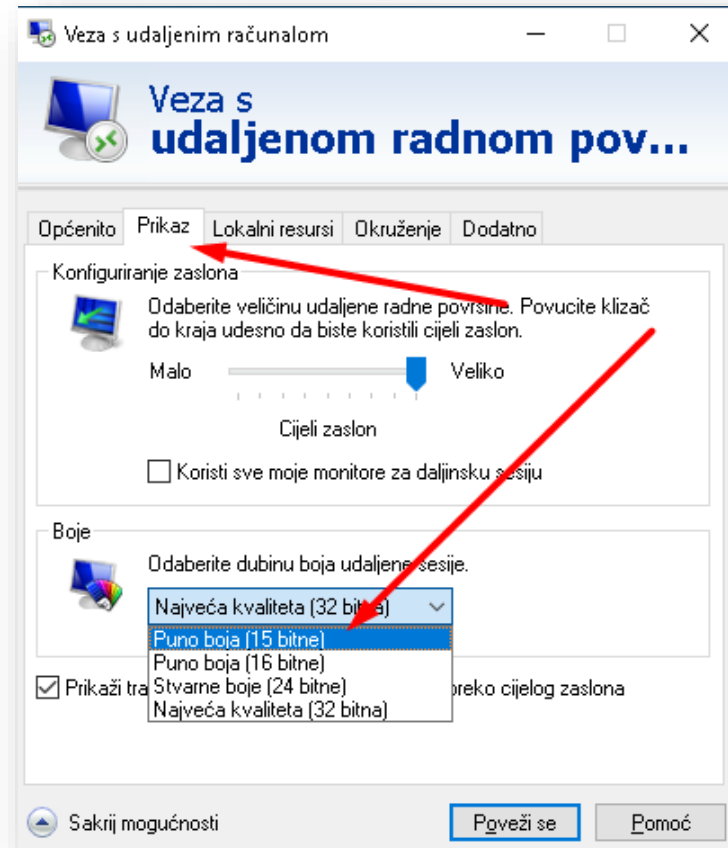 Veza s udaljenim računalom
Veza s
udaljenom radnom pov...
Općenito Prikaz Lokalni resursi Okruženje Dodatno
Konfiguriranje zaslona
Odaberite veličinu udaljene radne površine. Povucite klizač
do kraja udesno da biste koristili cijeli zaslon.
Malo Veliko
Cijeli zaslon
Koristi sve moje monitore za daljinsku sesiju
Boje
Odaberite dubinu boja udaljene sesije.
Najveća kvaliteta (32 bitna)
Puno boja (15 bitne)
Puno boja (16 bitne)
Stvarne boje (24 bitne)
Najveća kvaliteta (32 bitna)
Prikaži tra preko cijelog zaslona
Sakrij mogućnosti Poveži se Pomoć